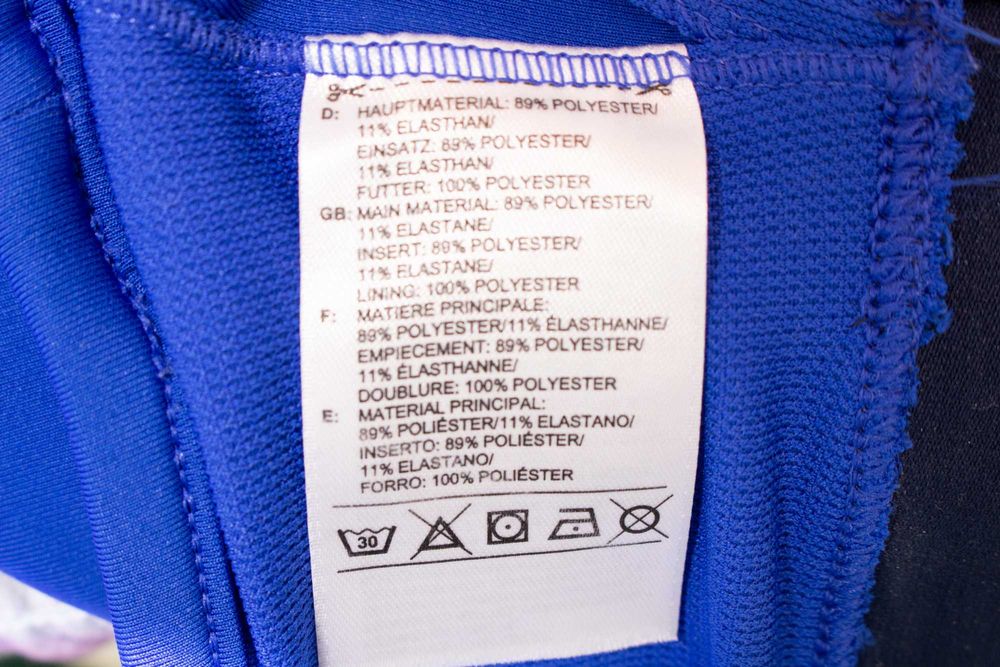 D: HAUPTMATERIAL: 89% POLYESTER/
11% ELASTHAN/
EINSATZ: 89% POLYESTER/
11% ELASTHAN/
FUTTER: 100% POLYESTER
GB: MAIN MATERIAL: 89% POLYESTER/
11% ELASTANE/
INSERT: 89% POLYESTER/
11% ELASTANE/
LINING: 100% POLYESTER
F: MATIERE PRINCIPALE:
89% POLYESTER/11% ÉLASTHANNE/
EMPIECEMENT: 89% POLYESTER/
11% ÉLASTHANNE/
DOUBLURE: 100% POLYESTER
E: MATERIAL PRINCIPAL:
89% POLIÉSTER/11% ELASTANO/
INSERTO: 89% POLIÉSTER/
11% ELASTANO/
FORRO: 100% POLIÉSTER
30